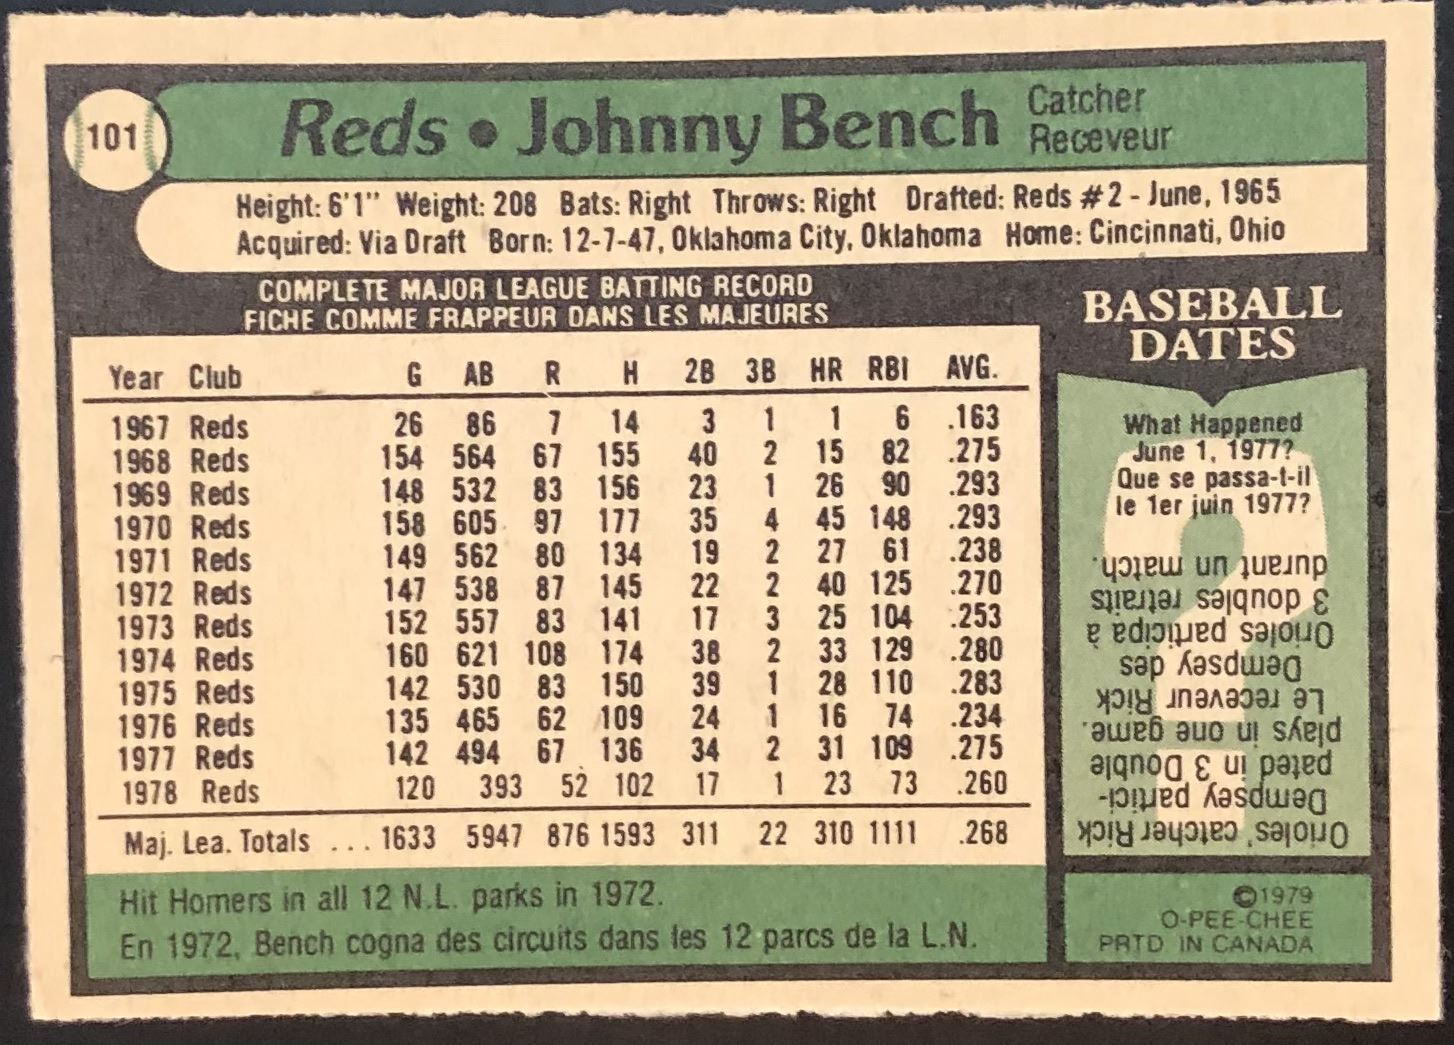 101
Reds • Johnny Bench
Catcher
Receveur
Height: 6'1" Weight: 208 Bats: Right Throws: Right Drafted: Reds #2 - June, 1965
Acquired: Via Draft Born: 12-7-47, Oklahoma City, Oklahoma Home: Cincinnati, Ohio
COMPLETE MAJOR LEAGUE BATTING RECORD
FICHE COMME FRAPPEUR DANS LES MAJEURES
Year Club G AB R H 2B 3B HR RBI AVG.
1967 Reds 26 86 7 14 3 1 1 6 .163
1968 Reds 154 564 67 155 40 2 15 82 .275
1969 Reds 148 532 83 156 23 1 26 90 .293
1970 Reds 158 605 97 177 35 4 45 148 .293
1971 Reds 149 562 80 134 19 2 27 61 .238
1972 Reds 147 538 87 145 22 2 40 125 .270
1973 Reds 152 557 83 141 17 3 25 104 .253
1974 Reds 160 621 108 174 38 2 33 129 .280
1975 Reds 142 530 83 150 39 1 28 110 .283
1976 Reds 135 465 62 109 24 1 16 74 .234
1977 Reds 142 494 67 136 34 2 31 109 .275
1978 Reds 120 393 52 102 17 1 23 73 .260
Maj. Lea. Totals ... 1633 5947 876 1593 311 22 310 1111 .268
Hit Homers in all 12 N.L. parks in 1972.
En 1972, Bench cogna des circuits dans les 12 parcs de la L.N.
BASEBALL
DATES
What Happened
June 1, 1977?
Que se passa-t-il
le 1er juin 1977?
Orioles' catcher Rick
Dempsey partici-
pated in 3 Double
plays in one game.
Le receveur Rick
Dempsey des
Orioles participa à
3 doubles retraits
durant un match.
©1979
O-PEE-CHEE
PRTD IN CANADA